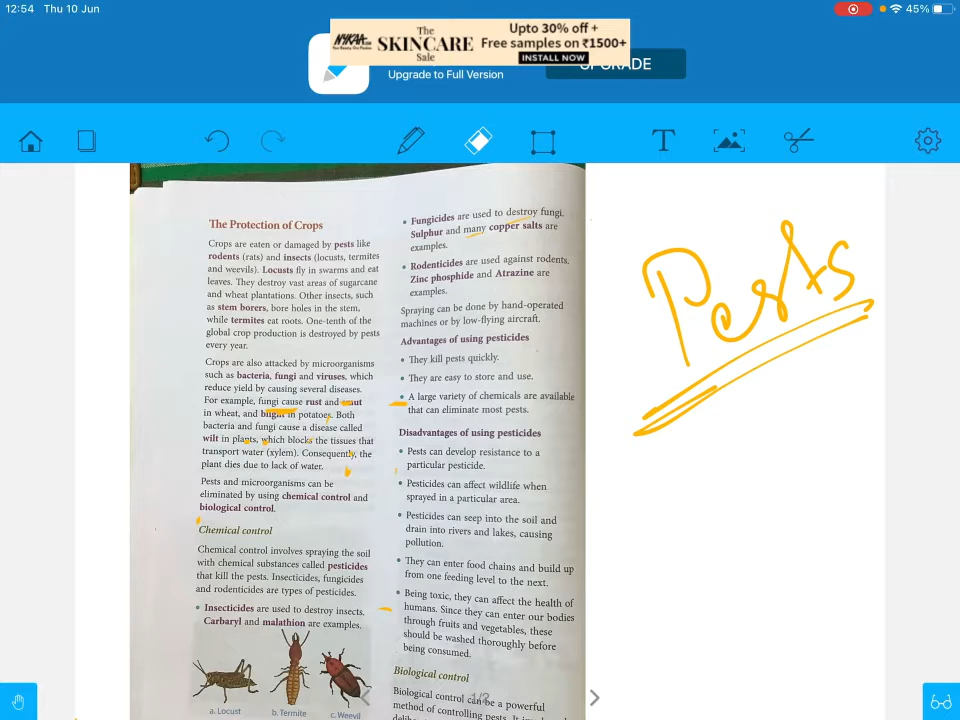 12:54 Thu 10 Jun
45%
NYKAA.COM
The
SKINCARE
Sale
Upto 30% off +
Free samples on ₹1500+
INSTALL NOW
Upgrade to Full Version
T
The Protection of Crops
Crops are eaten or damaged by pests like
rodents (rats) and insects (locusts, termites
and weevils). Locusts fly in swarms and eat
leaves. They destroy vast areas of sugarcane
and wheat plantations. Other insects, such
as stem borers, bore holes in the stem,
while termites eat roots. One-tenth of the
global crop production is destroyed by pests
every year.
Crops are also attacked by microorganisms
such as bacteria, fungi and viruses, which
reduce yield by causing several diseases.
For example, fungi cause rust and smut
in wheat, and blight in potatoes. Both
bacteria and fungi cause a disease called
wilt in plants, which blocks the tissues that
transport water (xylem). Consequently, the
plant dies due to lack of water.
Pests and microorganisms can be
eliminated by using chemical control and
biological control.
Chemical control
Chemical control involves spraying the soil
with chemical substances called pesticides
that kill the pests. Insecticides, fungicides
and rodenticides are types of pesticides.
• Insecticides are used to destroy insects.
Carbaryl and malathion are examples.
a. Locust b. Termite c. Weevil
• Fungicides are used to destroy fungi.
Sulphur and many copper salts are
examples.
• Rodenticides are used against rodents.
Zinc phosphide and Atrazine are
examples.
Spraying can be done by hand-operated
machines or by low-flying aircraft.
Advantages of using pesticides
• They kill pests quickly.
• They are easy to store and use.
• A large variety of chemicals are available
that can eliminate most pests.
Disadvantages of using pesticides
• Pests can develop resistance to a
particular pesticide.
• Pesticides can affect wildlife when
sprayed in a particular area.
• Pesticides can seep into the soil and
drain into rivers and lakes, causing
pollution.
• They can enter food chains and build up
from one feeding level to the next.
• Being toxic, they can affect the health of
humans. Since they can enter our bodies
through fruits and vegetables, these
should be washed thoroughly before
being consumed.
Biological control
Biological control can be a powerful
method of controlling pests. It
1/3
Pests